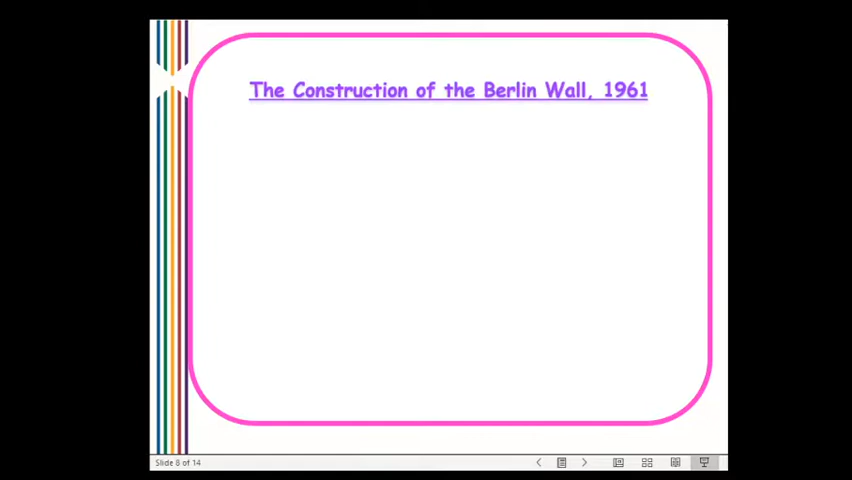 The Construction of the Berlin Wall, 1961
Slide 8 of 14